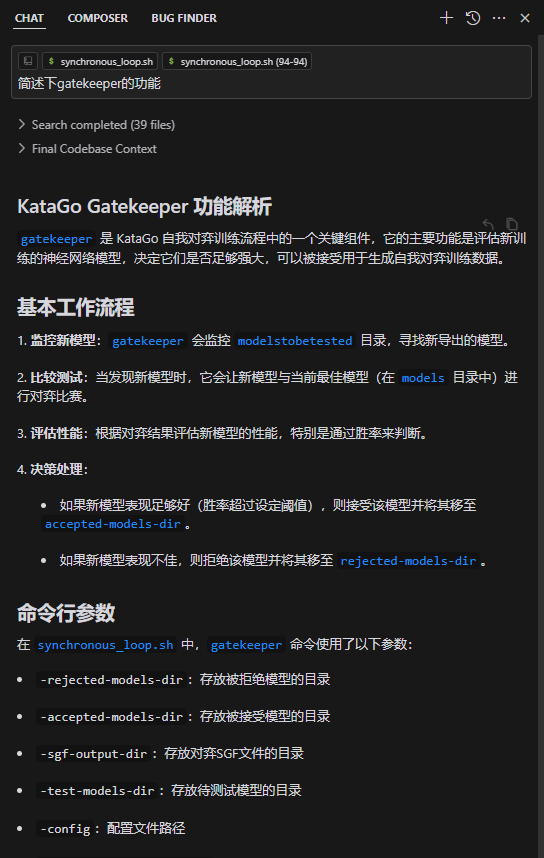 CHAT COMPOSER BUG FINDER
$ synchronous_loop.sh $ synchronous_loop.sh (94-94)
简述下gatekeeper的功能
Search completed (39 files)
Final Codebase Context
KataGo Gatekeeper 功能解析
gatekeeper 是 KataGo 自我对弈训练流程中的一个关键组件，它的主要功能是评估新训
练的神经网络模型，决定它们是否足够强大，可以被接受用于生成自我对弈训练数据。
基本工作流程
1. 监控新模型：gatekeeper 会监控 modelstobetested 目录，寻找新导出的模型。
2. 比较测试：当发现新模型时，它会让新模型与当前最佳模型（在 models 目录中）进
行对弈比赛。
3. 评估性能：根据对弈结果评估新模型的性能，特别是通过胜率来判断。
4. 决策处理：
• 如果新模型表现足够好（胜率超过设定阈值），则接受该模型并将其移至
accepted-models-dir 。
• 如果新模型表现不佳，则拒绝该模型并将其移至 rejected-models-dir 。
命令行参数
在 synchronous_loop.sh 中，gatekeeper 命令使用了以下参数：
• -rejected-models-dir ：存放被拒绝模型的目录
• -accepted-models-dir ：存放被接受模型的目录
• -sgf-output-dir ：存放对弈SGF文件的目录
• -test-models-dir ：存放待测试模型的目录
• -config ：配置文件路径